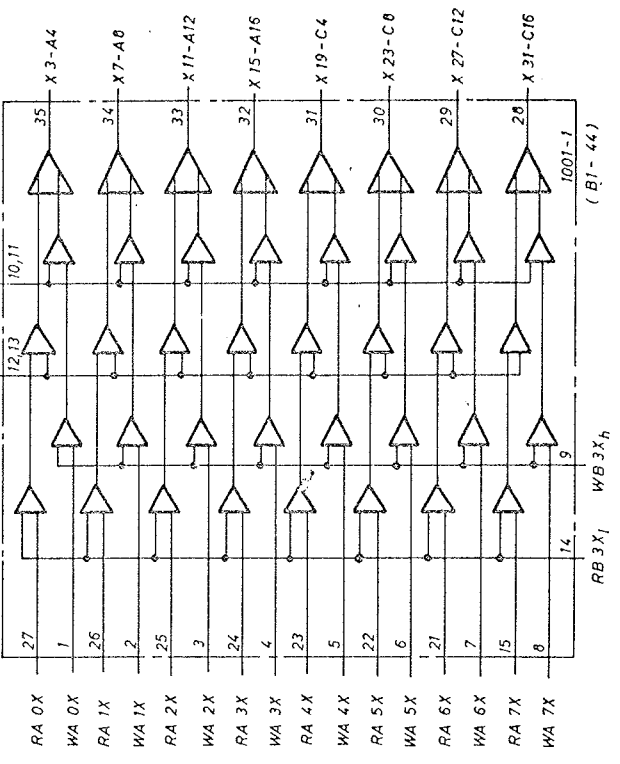 12,13
10,11
RA 0X 27
35 X 3-A4
WA 0X 1
RA 1X 26
34 X 7-A8
WA 1X 2
RA 2X 25
33 X 11-A12
WA 2X 3
RA 3X 24
32 X 15-A16
WA 3X 4
RA 4X 23
31 X 19-C4
WA 4X 5
RA 5X 22
30 X 23-C8
WA 5X 6
RA 6X 21
29 X 27-C12
WA 6X 7
RA 7X 15
28 X 31-C16
WA 7X 8
14
9
RB 3Xl
WB 3Xh
1001-1
(B1-44)